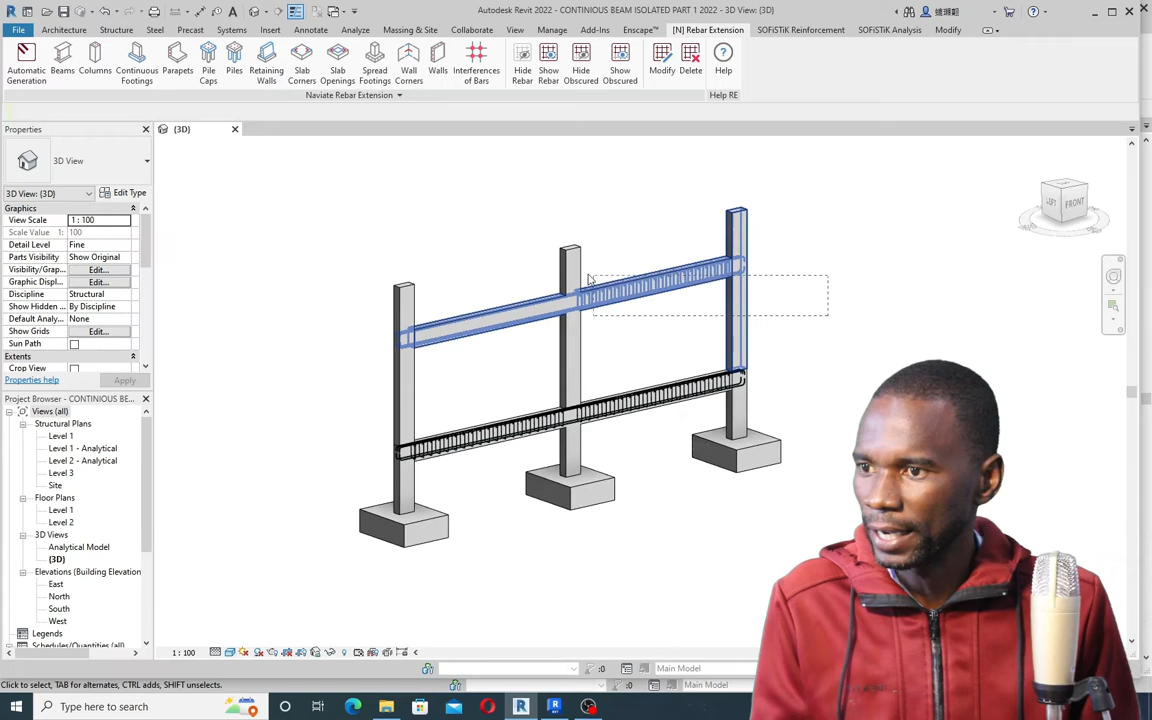 Autodesk Revit 2022 - CONTINIOUS BEAM ISOLATED PART 1 2022 - 3D View: {3D}
File Architecture Structure Steel Precast Systems Insert Annotate Analyze Massing & Site Collaborate View Manage Add-Ins Enscape™ [N] Rebar Extension SOFiSTiK Reinforcement SOFiSTiK Analysis Modify
Automatic Generation
Beams
Columns
Continuous Footings
Parapets
Pile Caps
Piles
Retaining Walls
Slab Corners
Slab Openings
Spread Footings
Wall Corners
Walls
Interferences of Bars
Hide Rebar
Show Rebar
Hide Obscured
Show Obscured
Modify
Delete
Help
Naviate Rebar Extension
Help RE
Properties
{3D}
3D View
3D View: {3D}
Edit Type
Graphics
View Scale 1 : 100
Scale Value 1: 100
Detail Level Fine
Parts Visibility Show Original
Visibility/Grap... Edit...
Graphic Displ... Edit...
Discipline Structural
Show Hidden ... By Discipline
Default Analy... None
Show Grids Edit...
Sun Path
Extents
Crop View
Properties help
Apply
Project Browser - CONTINIOUS BE...
Views (all)
Structural Plans
Level 1
Level 1 - Analytical
Level 2 - Analytical
Level 3
Site
Floor Plans
Level 1
Level 2
3D Views
Analytical Model
{3D}
Elevations (Building Elevation
East
North
South
West
Legends
Schedules/Quantities (all)
LEFT
FRONT
1 : 100
:0
Main Model
Click to select, TAB for alternates, CTRL adds, SHIFT unselects.
:0
Main Model
Type here to search